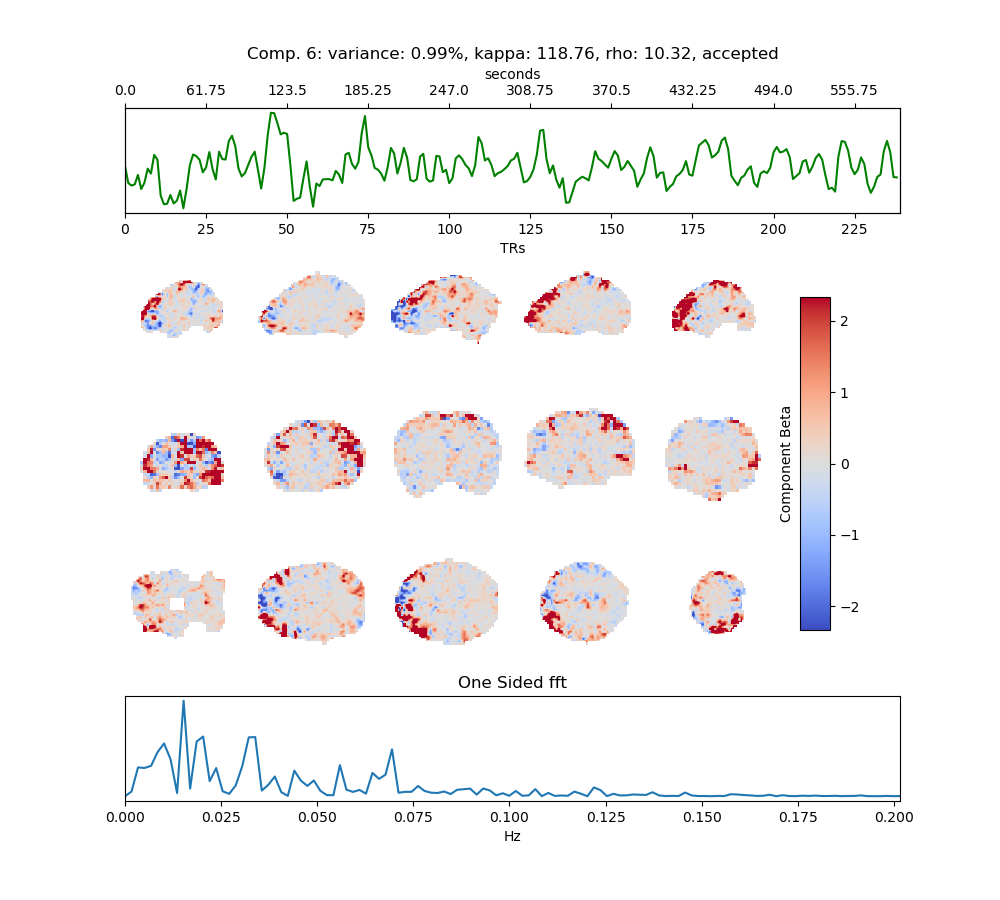 Comp. 6: variance: 0.99%, kappa: 118.76, rho: 10.32, accepted
seconds
0.0 61.75 123.5 185.25 247.0 308.75 370.5 432.25 494.0 555.75
0 25 50 75 100 125 150 175 200 225
TRs
2
1
0
−1
−2
Component Beta
One Sided fft
0.000 0.025 0.050 0.075 0.100 0.125 0.150 0.175 0.200
Hz